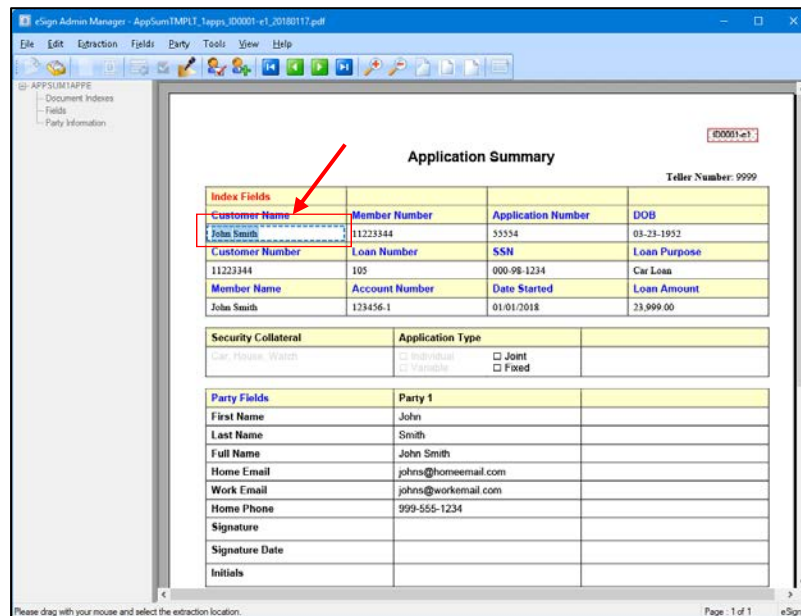 eSign Admin Manager - AppSumTMPLT_1apps_ID0001-e1_20180117.pdf
File Edit Extraction Fields Party Tools View Help
APPSUM1APPE
Document Indexes
Fields
Party Information
ID0001-e1
Application Summary
Teller Number: 9999
Index Fields
Customer Name Member Number Application Number DOB
John Smith 11223344 55554 03-23-1952
Customer Number Loan Number SSN Loan Purpose
11223344 105 000-98-1234 Car Loan
Member Name Account Number Date Started Loan Amount
John Smith 123456-1 01/01/2018 23,999.00
Security Collateral Application Type
Car, House, Watch ☐ Individual ☐ Joint
☐ Variable ☐ Fixed
Party Fields Party 1
First Name John
Last Name Smith
Full Name John Smith
Home Email johns@homeemail.com
Work Email johns@workemail.com
Home Phone 999-555-1234
Signature
Signature Date
Initials
Please drag with your mouse and select the extraction location. Page : 1 of 1 eSign